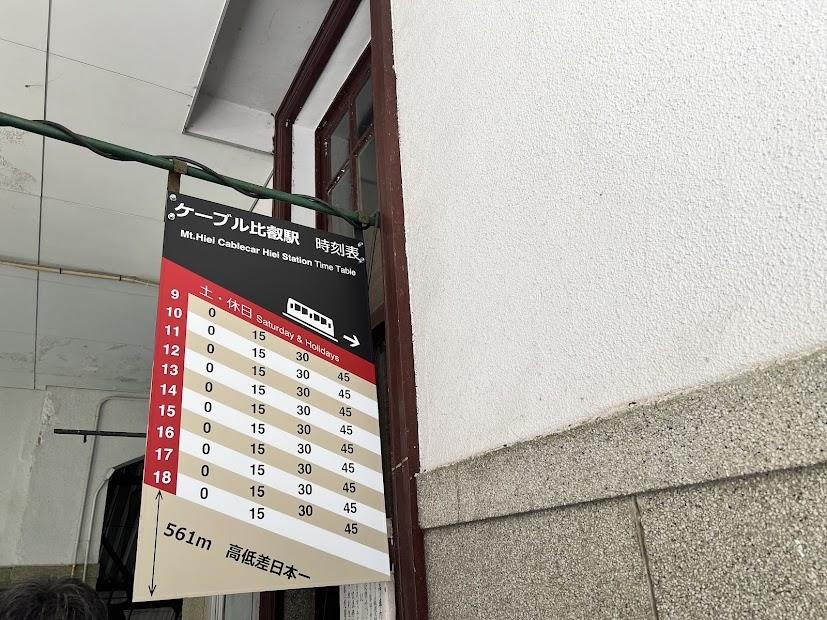 ケーブル比叡駅 時刻表
Mt.Hiei Cablecar Hiei Station Time Table
土・休日 Saturday & Holidays
9 0 15 30 45
10 0 15 30 45
11 0 15 30 45
12 0 15 30 45
13 0 15 30 45
14 0 15 30 45
15 0 15 30 45
16 0 15 30 45
17 0 15 30 45
18 0 15
561m 高低差日本一